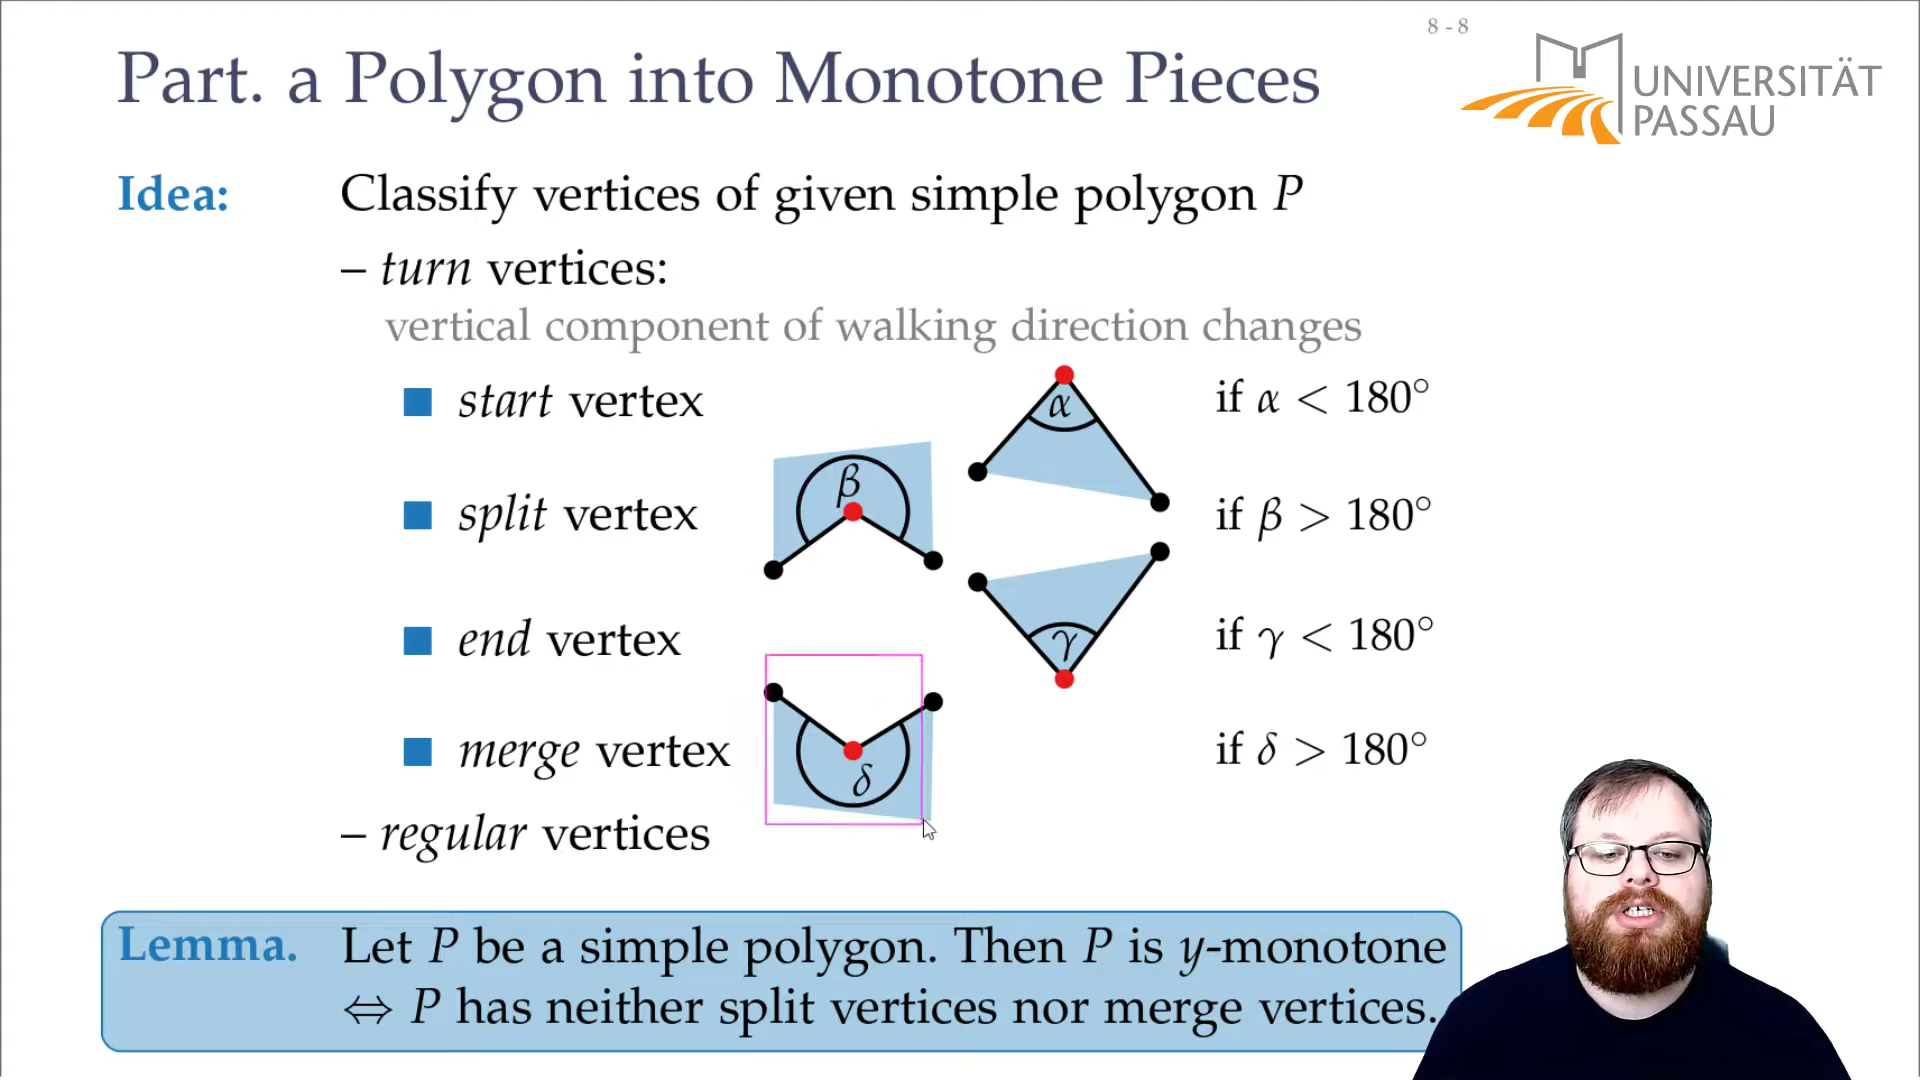 8 - 8
Part. a Polygon into Monotone Pieces
UNIVERSITÄT
PASSAU
Idea: Classify vertices of given simple polygon P
– turn vertices:
vertical component of walking direction changes
start vertex α if α < 180°
split vertex β if β > 180°
end vertex γ if γ < 180°
merge vertex δ if δ > 180°
– regular vertices
Lemma. Let P be a simple polygon. Then P is y-monotone
⇔ P has neither split vertices nor merge vertices.